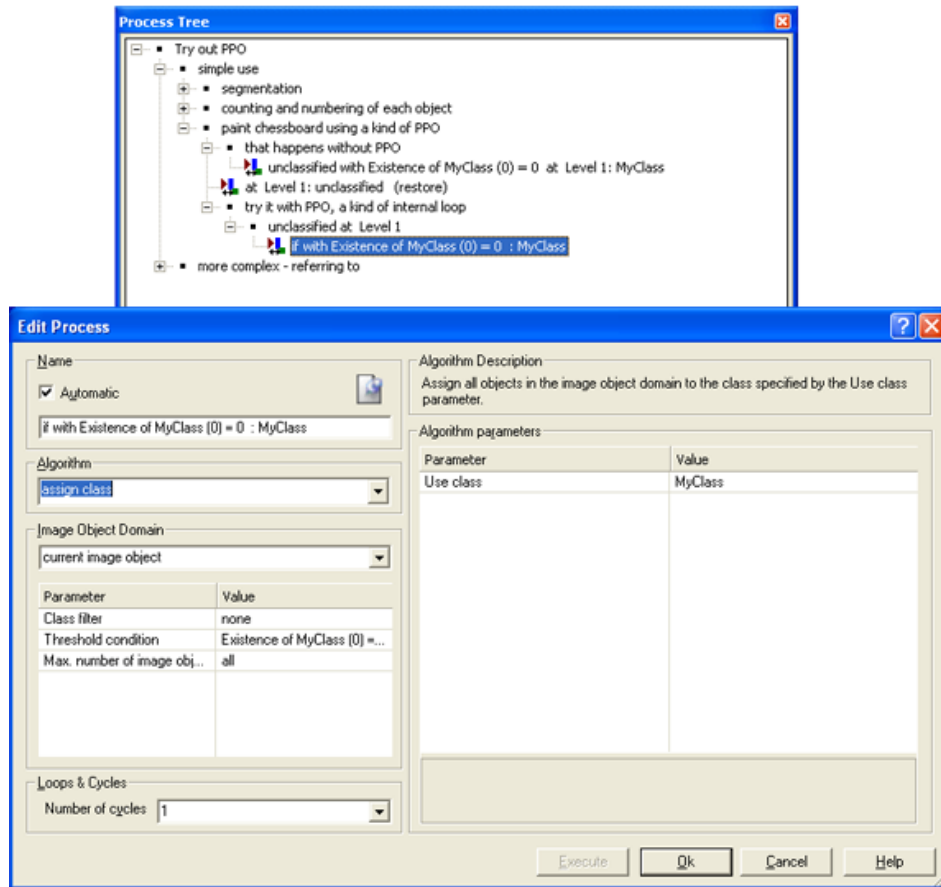 Process Tree
Try out PPO
simple use
segmentation
counting and numbering of each object
paint chessboard using a kind of PPO
that happens without PPO
unclassified with Existence of MyClass (0) = 0 at Level 1: MyClass
at Level 1: unclassified (restore)
try it with PPO, a kind of internal loop
unclassified at Level 1
if with Existence of MyClass (0) = 0 : MyClass
more complex - referring to
Edit Process
Name
Automatic
if with Existence of MyClass (0) = 0 : MyClass
Algorithm
assign class
Image Object Domain
current image object
Parameter Value
Class filter none
Threshold condition Existence of MyClass (0) =...
Max. number of image obj... all
Loops & Cycles
Number of cycles 1
Algorithm Description
Assign all objects in the image object domain to the class specified by the Use class
parameter.
Algorithm parameters
Parameter Value
Use class MyClass
Execute Ok Cancel Help